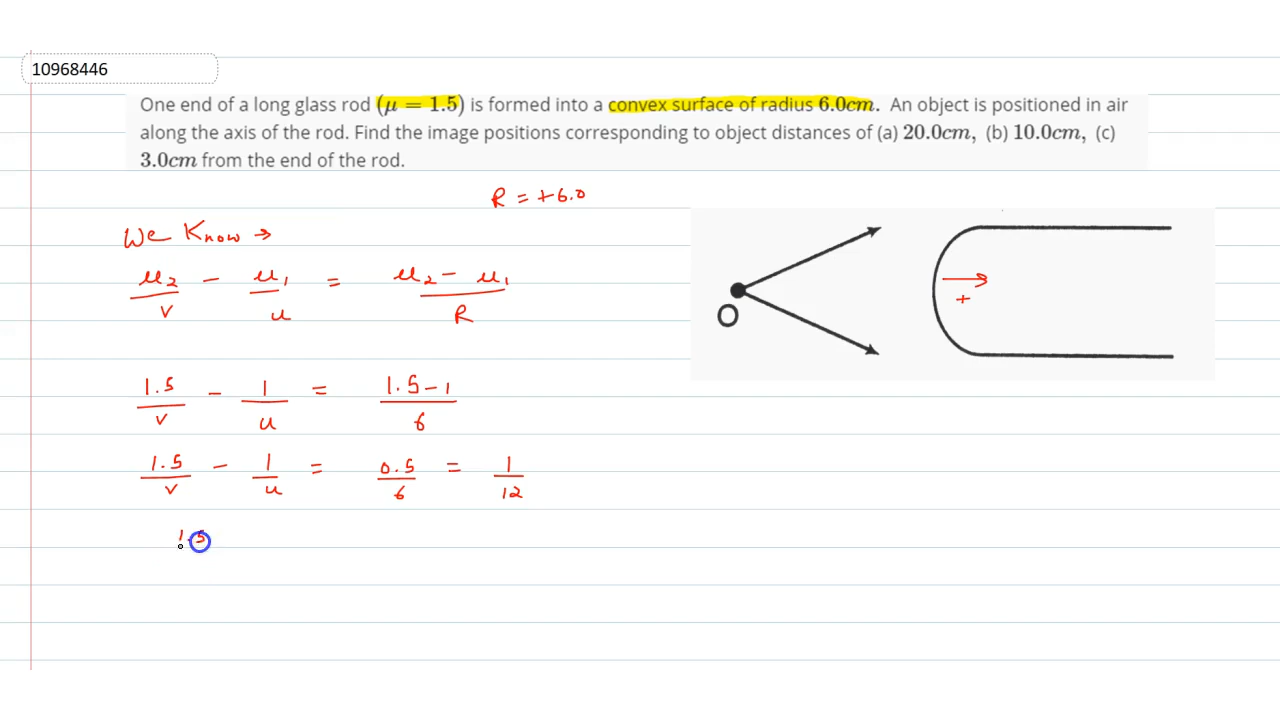 10968446
One end of a long glass rod (μ = 1.5) is formed into a convex surface of radius 6.0cm. An object is positioned in air
along the axis of the rod. Find the image positions corresponding to object distances of (a) 20.0cm, (b) 10.0cm, (c)
3.0cm from the end of the rod.
R = +6.0
We Know →
μ2/v - μ1/u = μ2 - μ1/R
O
+
1.5/v - 1/u = 1.5-1/6
1.5/v - 1/u = 0.5/6 = 1/12
1.5